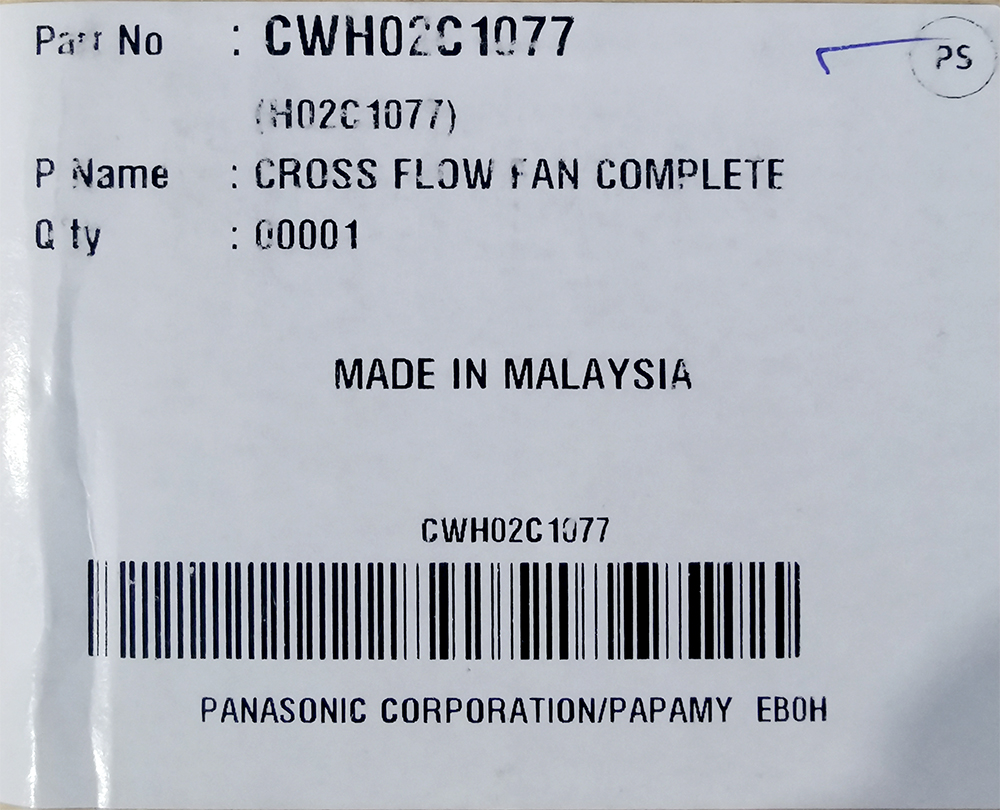 Part No : CWH02C1077
PS
(H02C1077)
P Name : CROSS FLOW FAN COMPLETE
Q ty : 00001
MADE IN MALAYSIA
CWH02C1077
PANASONIC CORPORATION/PAPAMY EBOH